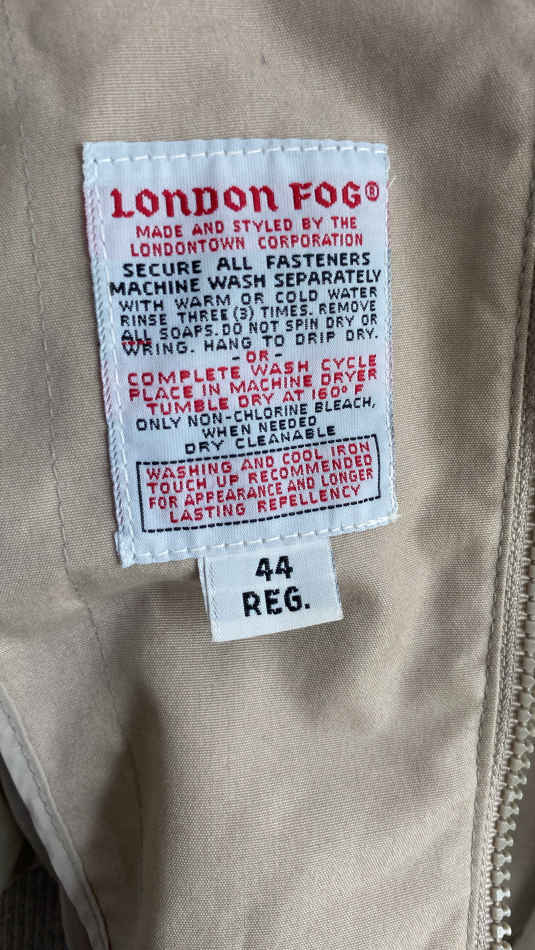 LONDON FOG®
MADE AND STYLED BY THE
LONDONTOWN CORPORATION
SECURE ALL FASTENERS
MACHINE WASH SEPARATELY
WITH WARM OR COLD WATER
RINSE THREE (3) TIMES. REMOVE
ALL SOAPS. DO NOT SPIN DRY OR
WRING. HANG TO DRIP DRY.
-OR-
COMPLETE WASH CYCLE
PLACE IN MACHINE DRYER
TUMBLE DRY AT 160° F
ONLY NON-CHLORINE BLEACH,
WHEN NEEDED
DRY CLEANABLE
WASHING AND COOL IRON
TOUCH UP RECOMMENDED
FOR APPEARANCE AND LONGER
LASTING REPELLENCY
44
REG.